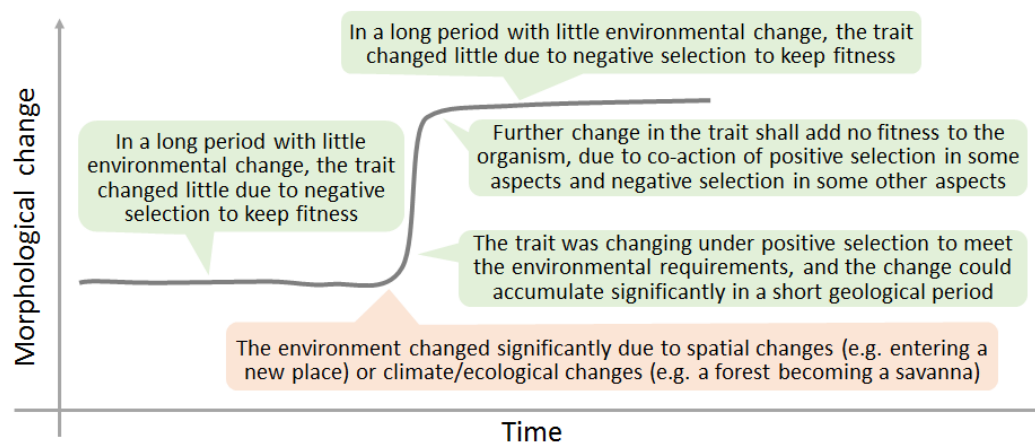 In a long period with little environmental change, the trait
changed little due to negative selection to keep fitness
In a long period with little
environmental change, the trait
changed little due to negative
selection to keep fitness
Further change in the trait shall add no fitness to the
organism, due to co-action of positive selection in some
aspects and negative selection in some other aspects
The trait was changing under positive selection to meet
the environmental requirements, and the change could
accumulate significantly in a short geological period
The environment changed significantly due to spatial changes (e.g. entering a
new place) or climate/ecological changes (e.g. a forest becoming a savanna)
Morphological change
Time